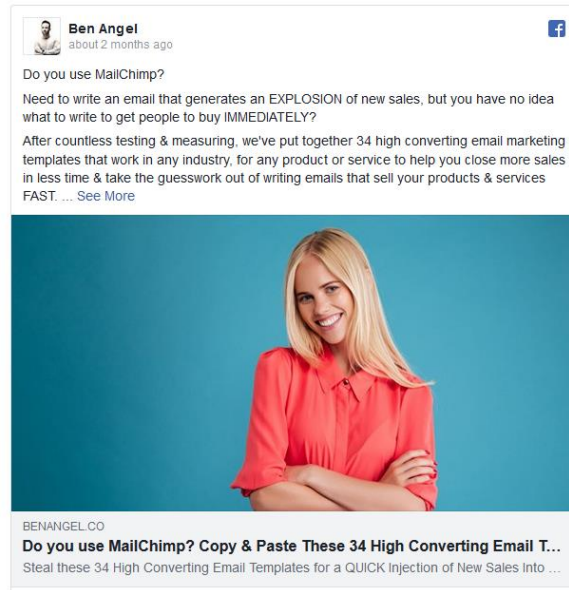 Ben Angel
about 2 months ago
Do you use MailChimp?
Need to write an email that generates an EXPLOSION of new sales, but you have no idea
what to write to get people to buy IMMEDIATELY?
After countless testing & measuring, we've put together 34 high converting email marketing
templates that work in any industry, for any product or service to help you close more sales
in less time & take the guesswork out of writing emails that sell your products & services
FAST. ... See More
BENANGEL.CO
Do you use MailChimp? Copy & Paste These 34 High Converting Email T...
Steal these 34 High Converting Email Templates for a QUICK Injection of New Sales Into ...